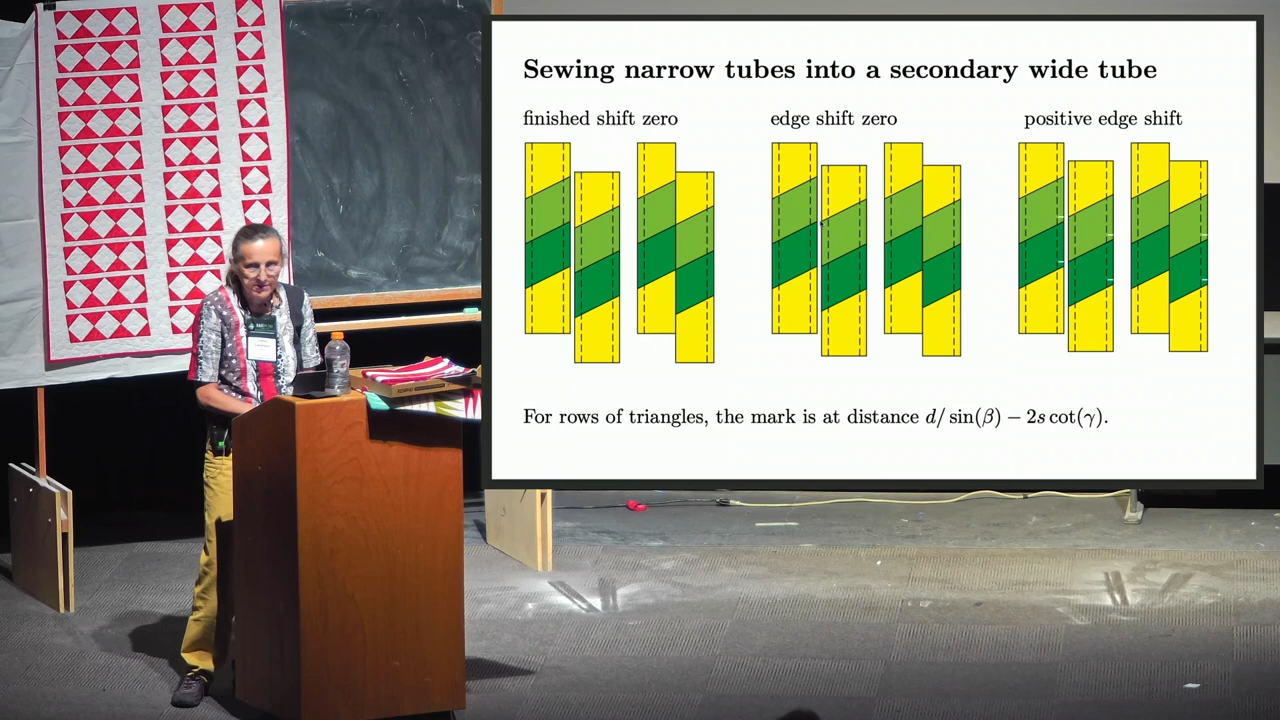 Sewing narrow tubes into a secondary wide tube
finished shift zero
edge shift zero
positive edge shift
For rows of triangles, the mark is at distance d/ sin(β) − 2s cot(γ).